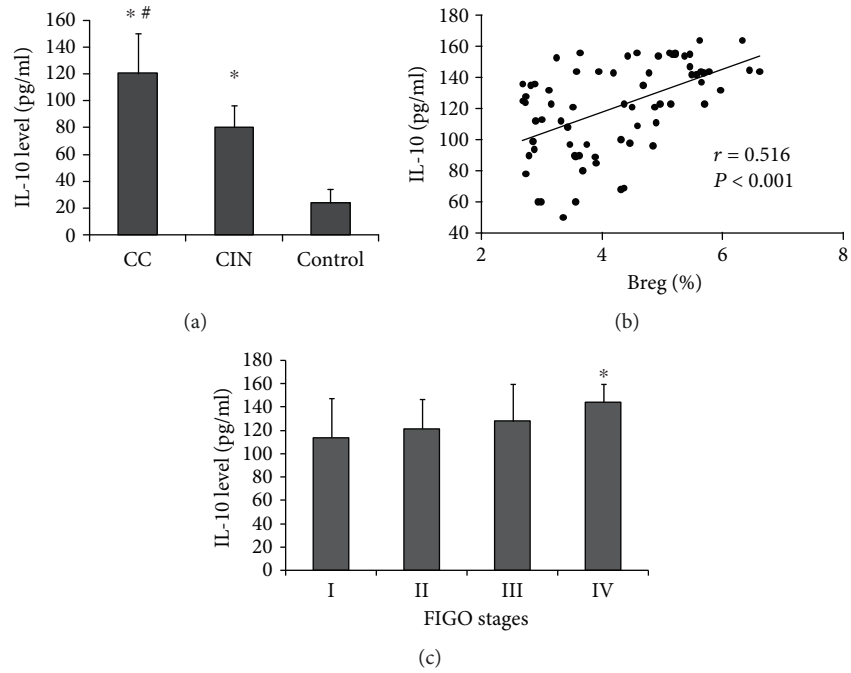 160
140
120
100
80
60
40
20
0
IL-10 level (pg/ml)
* #
*
CC
CIN
Control
(a)
180
160
140
120
100
80
60
40
IL-10 (pg/ml)
r = 0.516
P < 0.001
2
4
6
8
Breg (%)
(b)
180
160
140
120
100
80
60
40
20
0
IL-10 level (pg/ml)
*
I
II
III
IV
FIGO stages
(c)